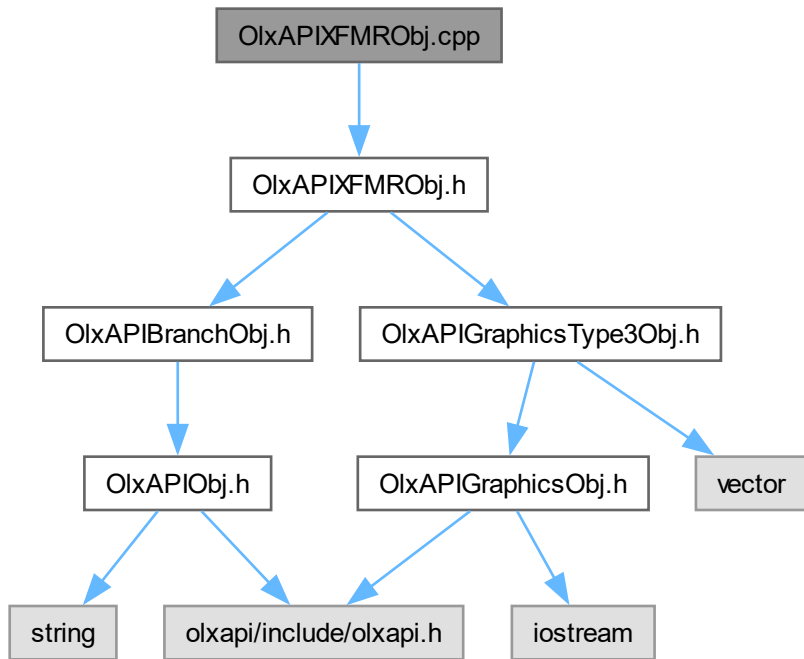 OlxAPIXFMRObj.cpp
OlxAPIXFMRObj.h
OlxAPIBranchObj.h
OlxAPIGraphicsType3Obj.h
OlxAPIObj.h
OlxAPIGraphicsObj.h
vector
string
olxapi/include/olxapi.h
iostream